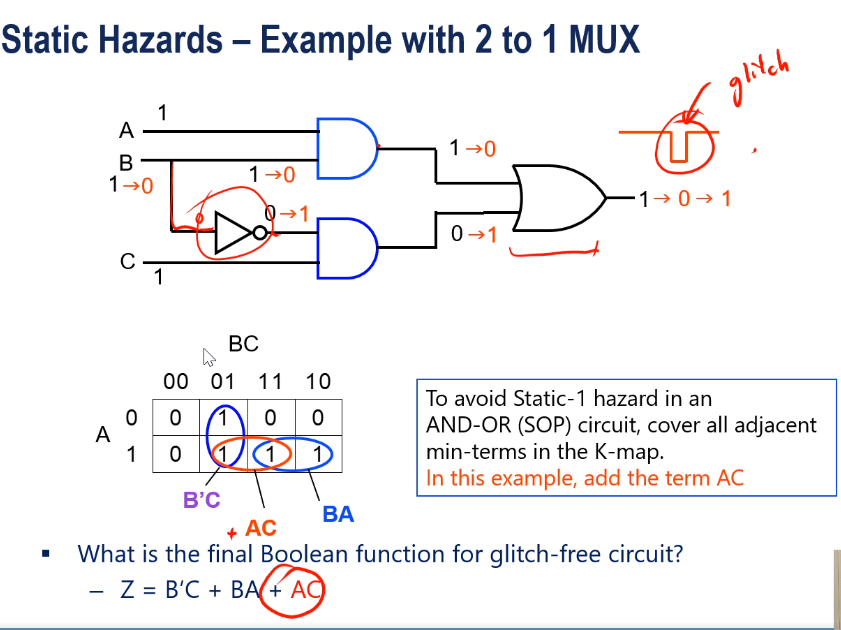 Static Hazards – Example with 2 to 1 MUX
glitch
A 1
B
1→0
1→0
0→1
C
1
1→0
0→1
1→0→1
BC
00 01 11 10
A
0 0 1 0 0
1 0 1 1 1
B'C
+ AC
BA
To avoid Static-1 hazard in an
AND-OR (SOP) circuit, cover all adjacent
min-terms in the K-map.
In this example, add the term AC
▪ What is the final Boolean function for glitch-free circuit?
– Z = B'C + BA + AC